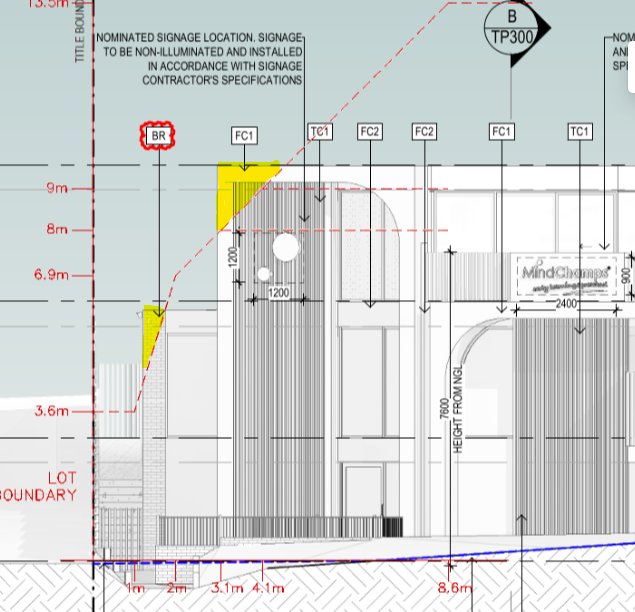 13.5m
TITLE BOUND
B
TP300
NOMINATED SIGNAGE LOCATION. SIGNAGE
TO BE NON-ILLUMINATED AND INSTALLED
IN ACCORDANCE WITH SIGNAGE
CONTRACTOR'S SPECIFICATIONS
NOM
AN
SPE
BR
FC1
TC1
FC2
FC2
FC1
TC1
9m
8m
6.9m
3.6m
1200
1200
MindChamps
900
2400
7600
HEIGHT FROM NGL
LOT
BOUNDARY
1m
2m
3.1m
4.1m
8.6m